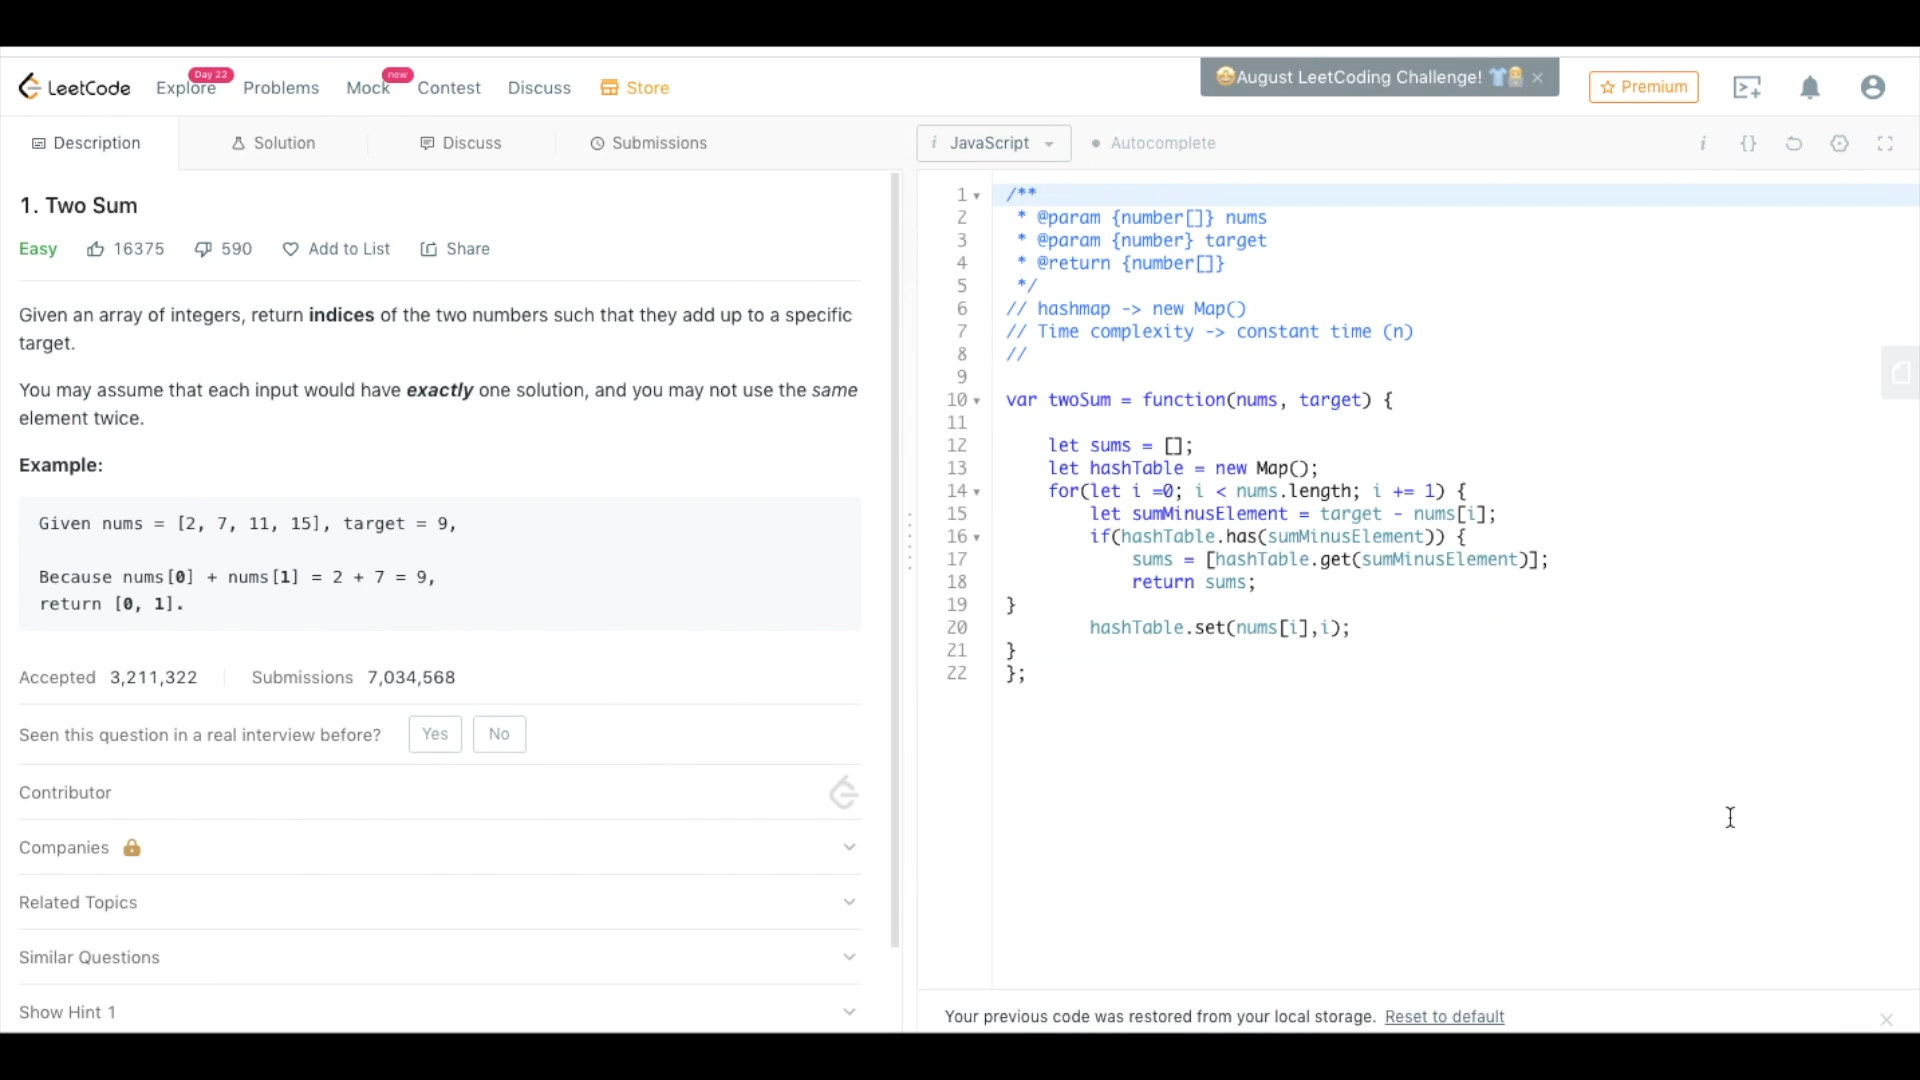 LeetCode
Explore
Day 22
Problems
Mock
new
Contest
Discuss
Store
August LeetCoding Challenge!
Premium
Description
Solution
Discuss
Submissions
i JavaScript
Autocomplete
i {}
1. Two Sum
Easy 16375 590 Add to List Share
Given an array of integers, return indices of the two numbers such that they add up to a specific
target.
You may assume that each input would have exactly one solution, and you may not use the same
element twice.
Example:
Given nums = [2, 7, 11, 15], target = 9,
Because nums[0] + nums[1] = 2 + 7 = 9,
return [0, 1].
Accepted 3,211,322 Submissions 7,034,568
Seen this question in a real interview before? Yes No
Contributor
Companies
Related Topics
Similar Questions
Show Hint 1
1 /**
2 * @param {number[]} nums
3 * @param {number} target
4 * @return {number[]}
5 */
6 // hashmap -> new Map()
7 // Time complexity -> constant time (n)
8 //
9
10 var twoSum = function(nums, target) {
11
12 let sums = [];
13 let hashTable = new Map();
14 for(let i =0; i < nums.length; i += 1) {
15 let sumMinusElement = target - nums[i];
16 if(hashTable.has(sumMinusElement)) {
17 sums = [hashTable.get(sumMinusElement)];
18 return sums;
19 }
20 hashTable.set(nums[i],i);
21 }
22 };
Your previous code was restored from your local storage. Reset to default